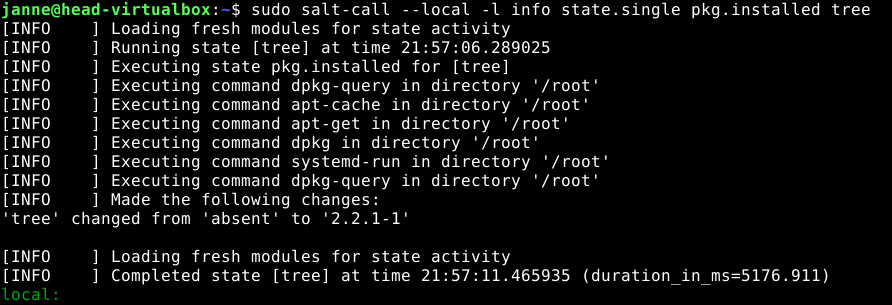 janne@head-virtualbox:~$ sudo salt-call --local -l info state.single pkg.installed tree
[INFO    ] Loading fresh modules for state activity
[INFO    ] Running state [tree] at time 21:57:06.289025
[INFO    ] Executing state pkg.installed for [tree]
[INFO    ] Executing command dpkg-query in directory '/root'
[INFO    ] Executing command apt-cache in directory '/root'
[INFO    ] Executing command apt-get in directory '/root'
[INFO    ] Executing command dpkg in directory '/root'
[INFO    ] Executing command systemd-run in directory '/root'
[INFO    ] Executing command dpkg-query in directory '/root'
[INFO    ] Made the following changes:
'tree' changed from 'absent' to '2.2.1-1'

[INFO    ] Loading fresh modules for state activity
[INFO    ] Completed state [tree] at time 21:57:11.465935 (duration_in_ms=5176.911)
local: